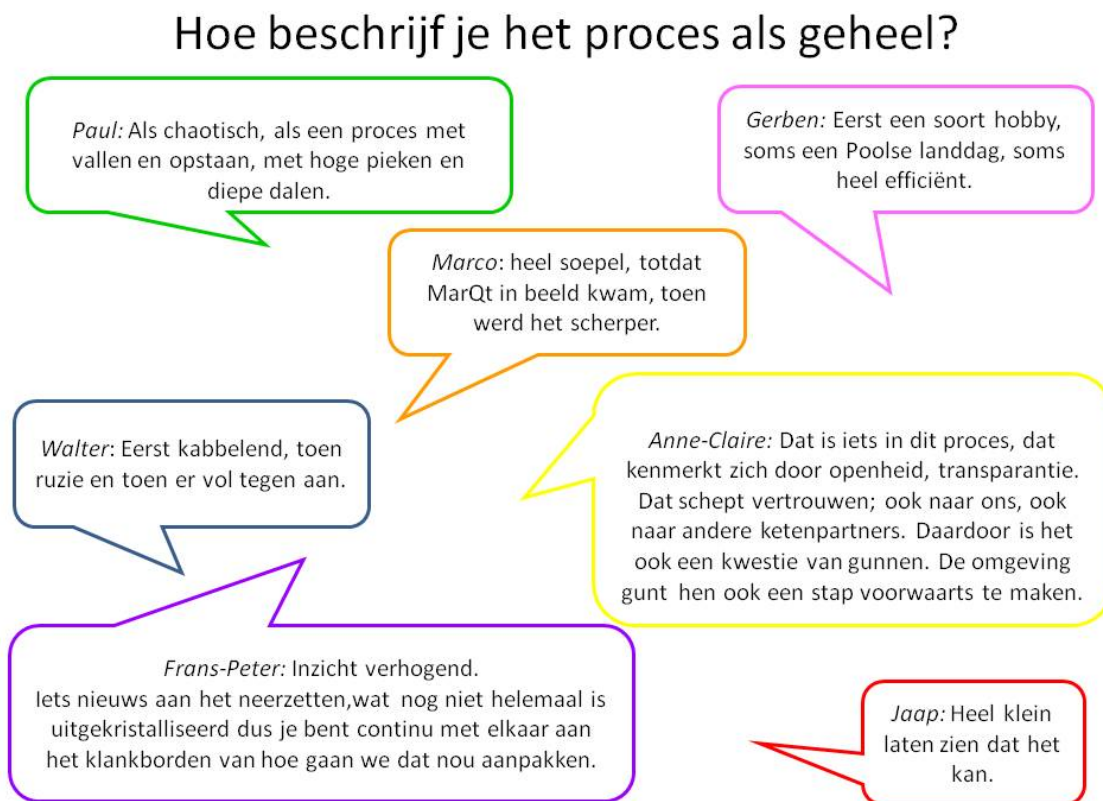 Hoe beschrijf je het proces als geheel?
Paul: Als chaotisch, als een proces met
vallen en opstaan, met hoge pieken en
diepe dalen.
Gerben: Eerst een soort hobby,
soms een Poolse landdag, soms
heel efficiënt.
Marco: heel soepel, totdat
MarQt in beeld kwam, toen
werd het scherper.
Walter: Eerst kabbelend, toen
ruzie en toen er vol tegen aan.
Anne-Claire: Dat is iets in dit proces, dat
kenmerkt zich door openheid, transparantie.
Dat schept vertrouwen; ook naar ons, ook
naar andere ketenpartners. Daardoor is het
ook een kwestie van gunnen. De omgeving
gunt hen ook een stap voorwaarts te maken.
Frans-Peter: Inzicht verhogend.
Iets nieuws aan het neerzetten,wat nog niet helemaal is
uitgekristalliseerd dus je bent continu met elkaar aan
het klankborden van hoe gaan we dat nou aanpakken.
Jaap: Heel klein
laten zien dat het
kan.